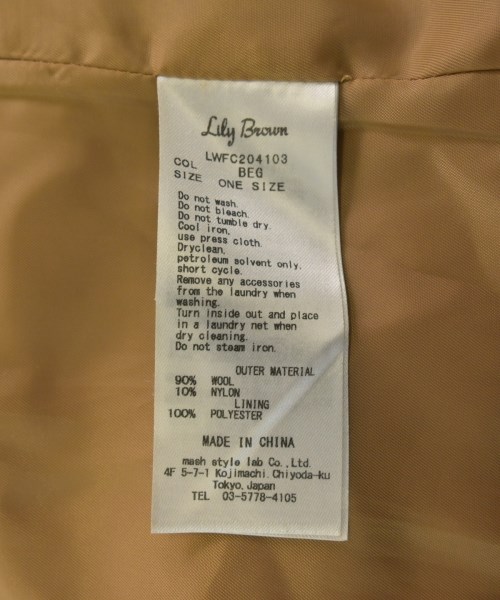 Lily Brown
LWFC204103
COL BEG
SIZE ONE SIZE
Do not wash.
Do not bleach.
Do not tumble dry.
Cool iron,
use press cloth.
Dryclean,
petroleum solvent only.
short cycle.
Remove any accessories
from the laundry when
washing.
Turn inside out and place
in a laundry net when
dry cleaning.
Do not steam iron.
OUTER MATERIAL
90% WOOL
10% NYLON
LINING
100% POLYESTER
MADE IN CHINA
mash style lab Co.,Ltd.
4F 5-7-1 Kojimachi.Chiyoda-ku
Tokyo.Japan
TEL 03-5778-4105